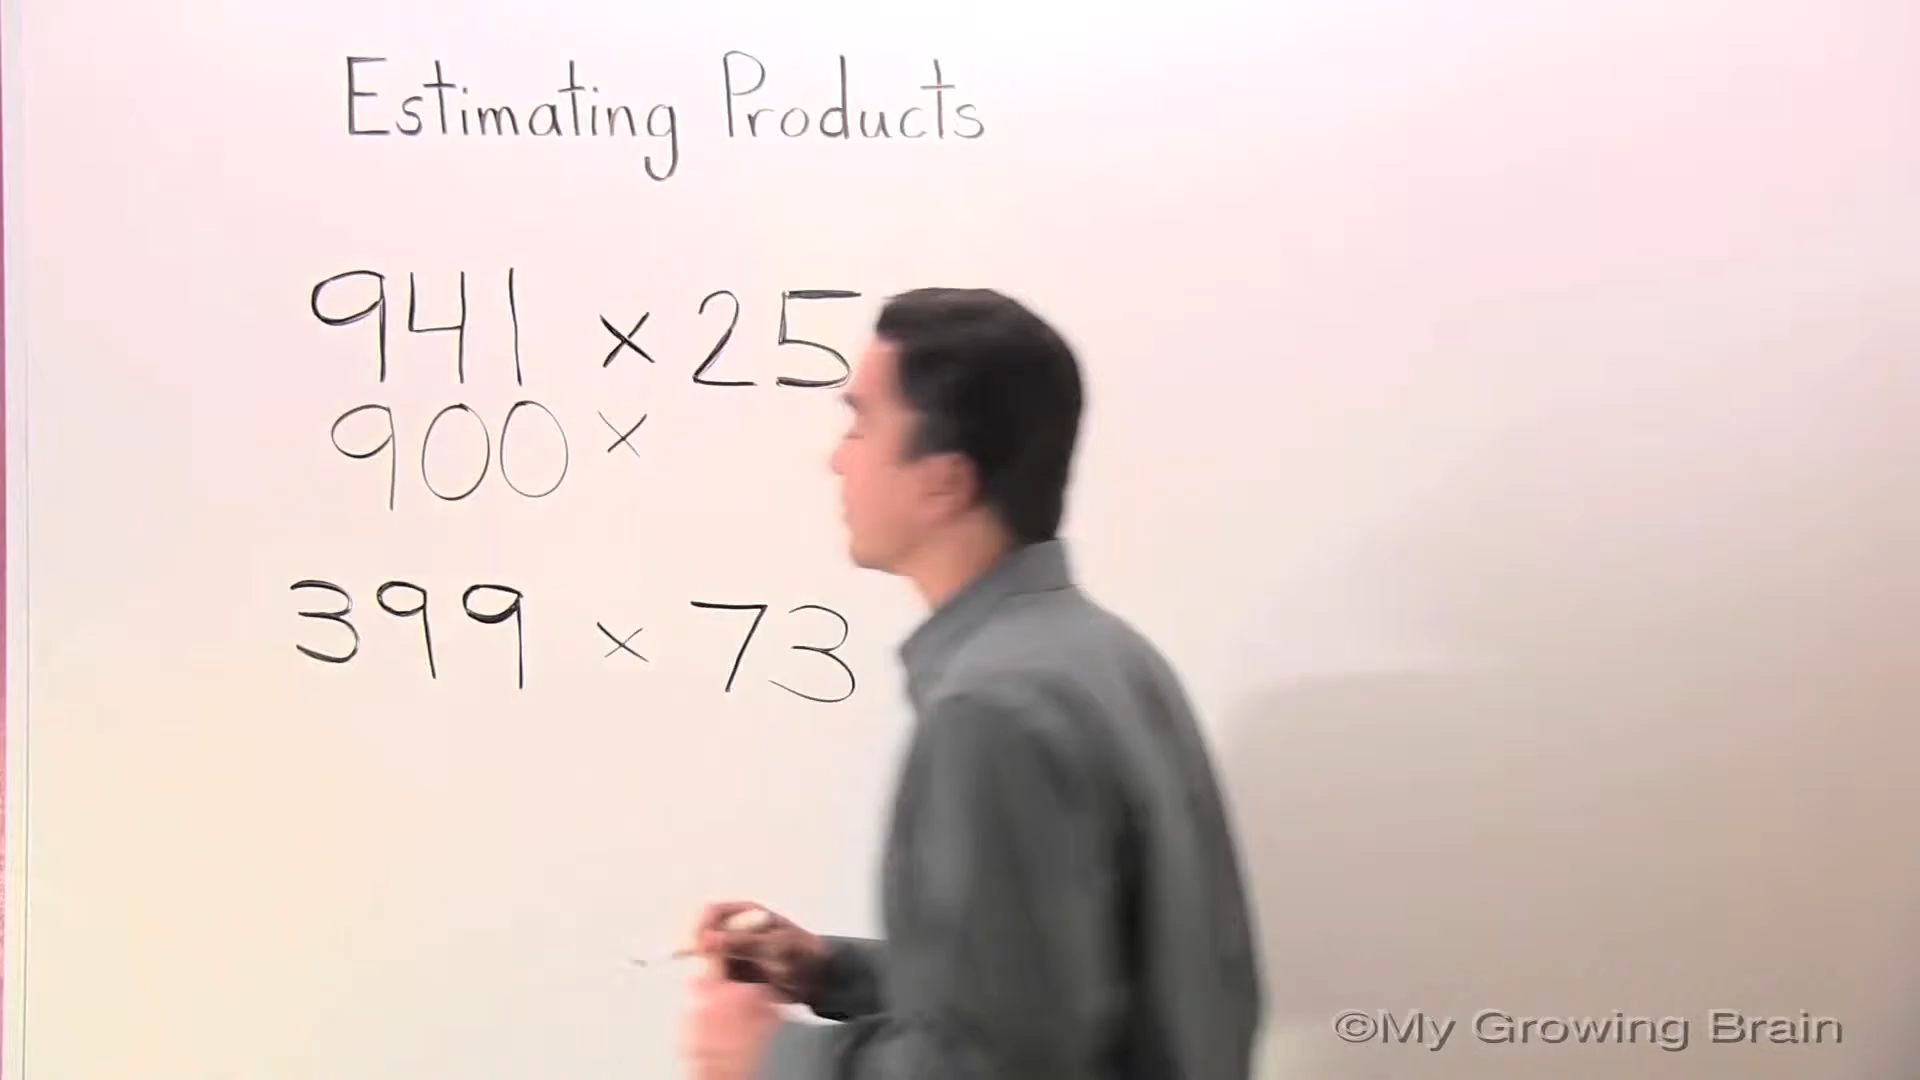 Estimating Products
941 × 25
900 ×
399 × 73
©My Growing Brain